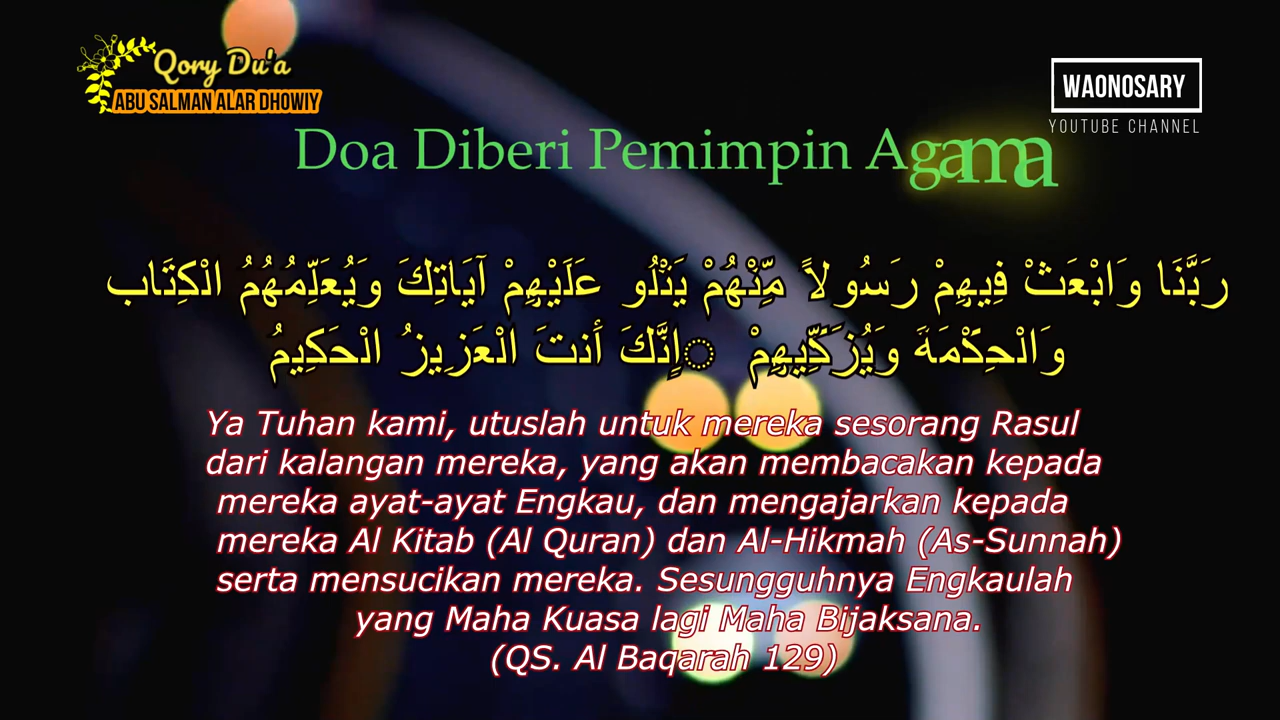 Qory Du'a
ABU SALMAN ALAR DHOWIY
WAONOSARY
YOUTUBE CHANNEL
Doa Diberi Pemimpin Agama
رَبَّنَا وَابْعَثْ فِيهِمْ رَسُولاً مِّنْهُمْ يَتْلُو عَلَيْهِمْ آيَاتِكَ وَيُعَلِّمُهُمُ الْكِتَاب
وَالْحِكْمَةَ وَيُزَكِّيهِمْ ۚ إِنَّكَ أَنتَ الْعَزِيزُ الْحَكِيمُ
Ya Tuhan kami, utuslah untuk mereka sesorang Rasul
dari kalangan mereka, yang akan membacakan kepada
mereka ayat-ayat Engkau, dan mengajarkan kepada
mereka Al Kitab (Al Quran) dan Al-Hikmah (As-Sunnah)
serta mensucikan mereka. Sesungguhnya Engkaulah
yang Maha Kuasa lagi Maha Bijaksana.
(QS. Al Baqarah 129)